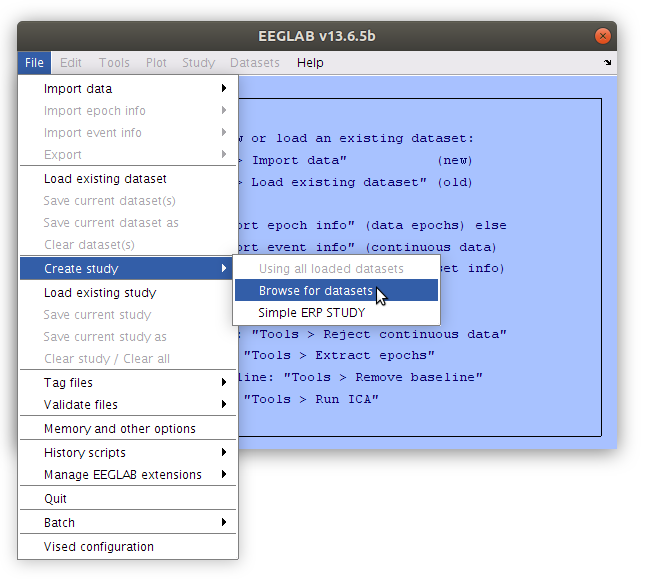 EEGLAB v13.6.5b
File Edit Tools Plot Study Datasets Help
Import data
Import epoch info
Import event info
Export
Load existing dataset
Save current dataset(s)
Save current dataset as
Clear dataset(s)
Create study
Load existing study
Save current study
Save current study as
Clear study / Clear all
Tag files
Validate files
Memory and other options
History scripts
Manage EEGLAB extensions
Quit
Batch
Vised configuration
Using all loaded datasets
Browse for datasets
Simple ERP STUDY
or load an existing dataset:
> Import data" (new)
> Load existing dataset" (old)
epoch info" (data epochs) else
event info" (continuous data)
info)
"Tools > Reject continuous data"
"Tools > Extract epochs"
"Tools > Remove baseline"
"Tools > Run ICA"